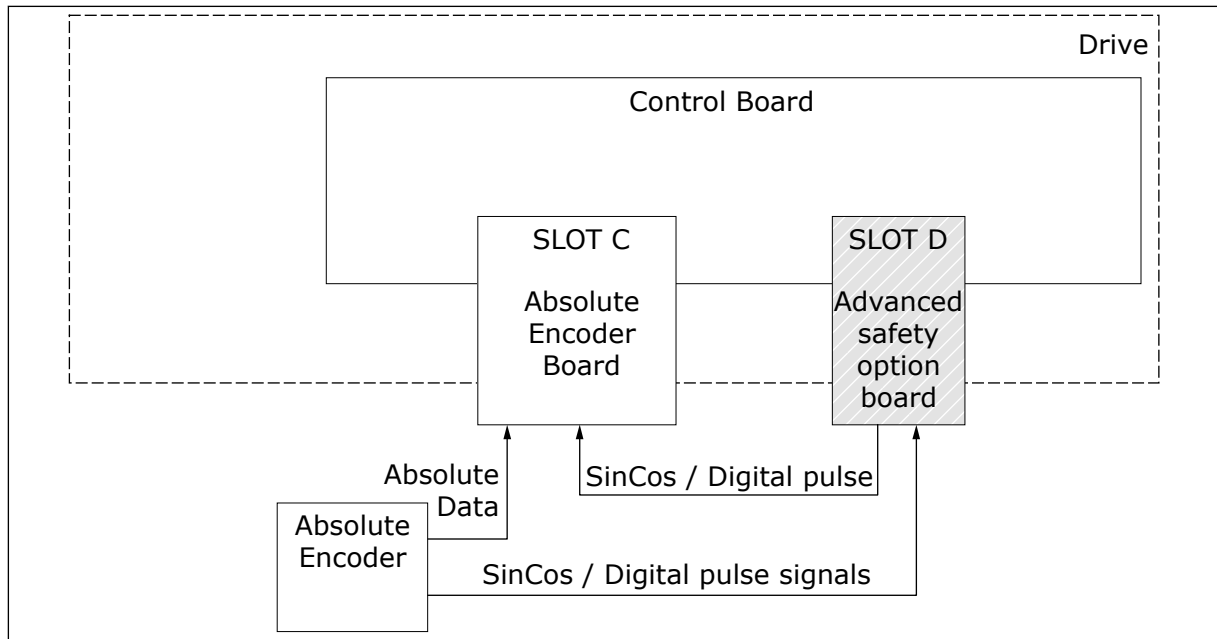 Drive
Control Board
SLOT C
Absolute
Encoder
Board
SLOT D
Advanced
safety
option
board
Absolute
Data
SinCos / Digital pulse
Absolute
Encoder
SinCos / Digital pulse signals